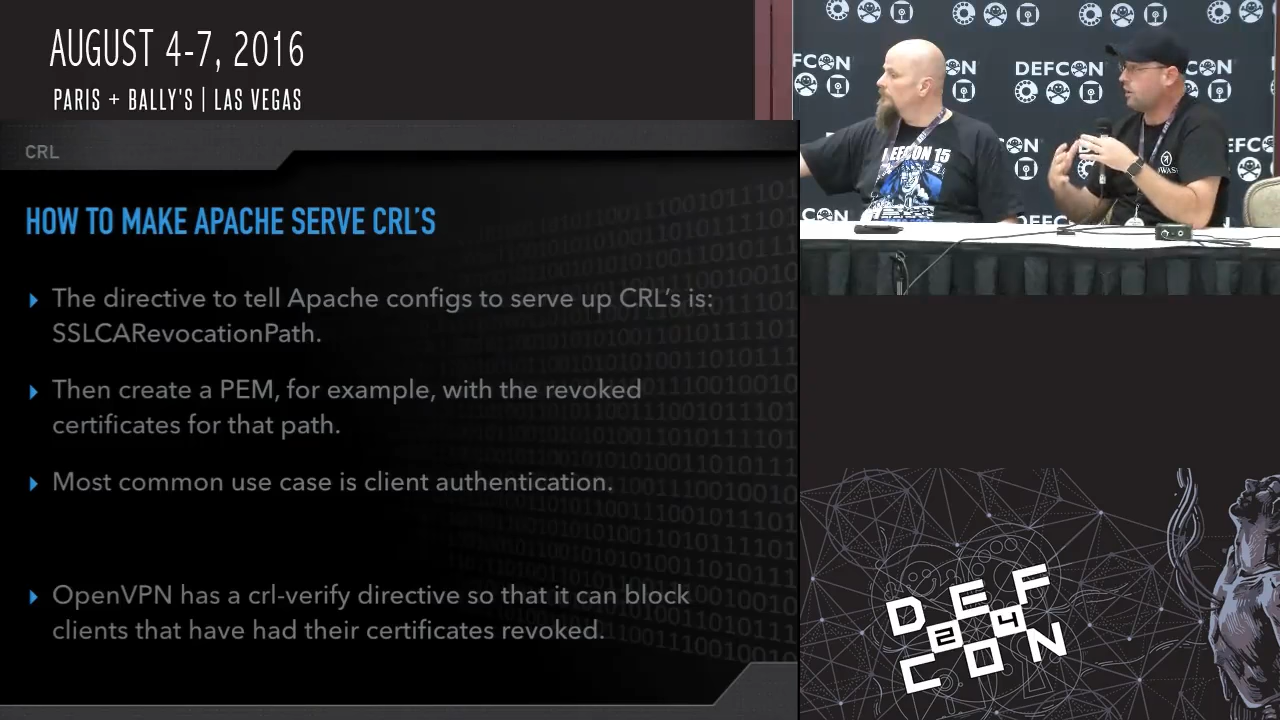 AUGUST 4-7, 2016
PARIS + BALLY'S | LAS VEGAS
CRL
HOW TO MAKE APACHE SERVE CRL'S
The directive to tell Apache configs to serve up CRL's is:
SSLCARevocationPath.
Then create a PEM, for example, with the revoked
certificates for that path.
Most common use case is client authentication.
OpenVPN has a crl-verify directive so that it can block
clients that have had their certificates revoked.
DEFCON
DEFCON 15
DEF
24
CON